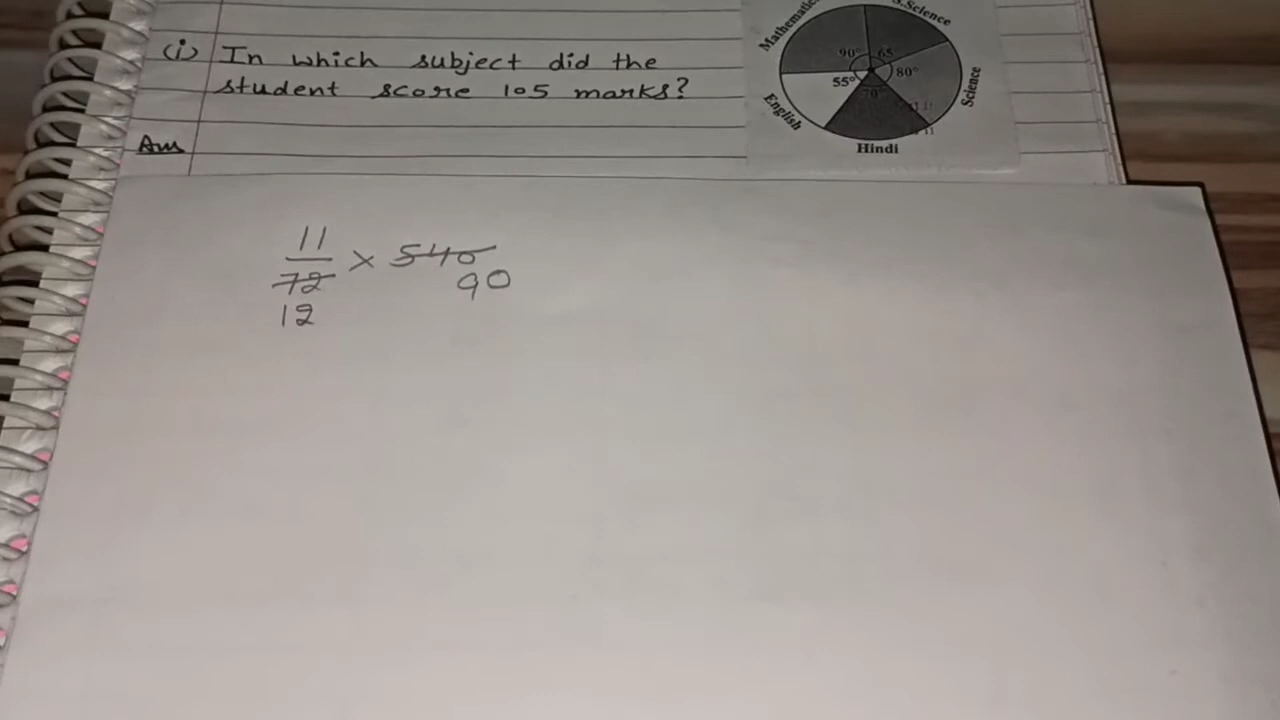 (i) In which subject did the
student score 105 marks?
Ans
Mathematics
S.Science
90° 65
80°
55°
70°
English
Science
Hindi
11
72 × 540
90
12